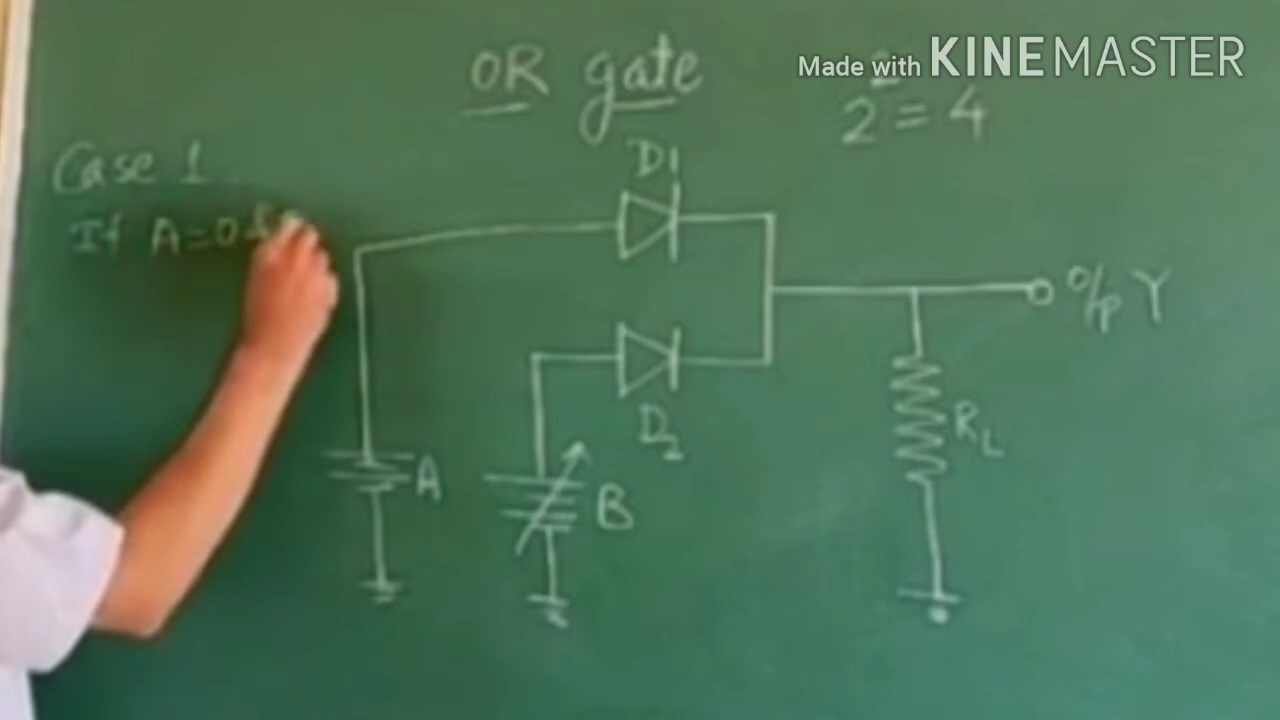 OR gate
Made with KINEMASTER
2 = 4
Case 1
If A=0 &
D1
D2
A
B
RL
O/p Y